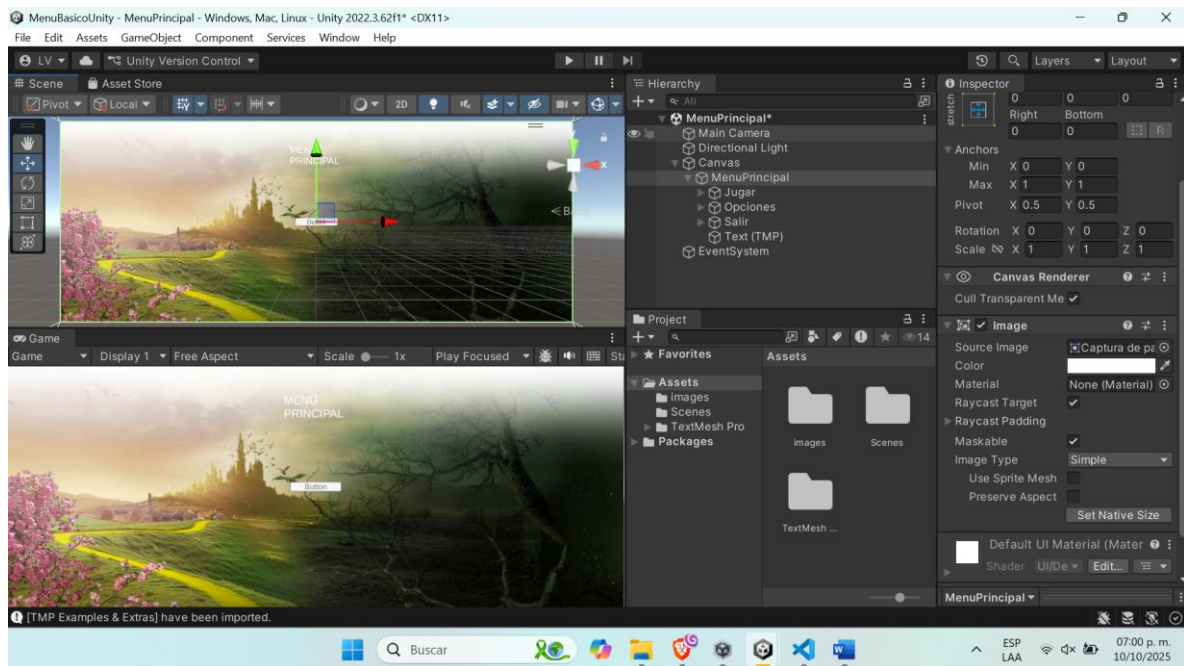 MenuBasicoUnity - MenuPrincipal - Windows, Mac, Linux - Unity 2022.3.62f1* <DX11>
File Edit Assets GameObject Component Services Window Help
LV Unity Version Control Layers Layout
Scene Asset Store
Pivot Local 2D
MENU
PRINCIPAL
x
Button
Game
Game Display 1 Free Aspect Scale 1x Play Focused
MENU
PRINCIPAL
Button
Hierarchy
All
MenuPrincipal*
Main Camera
Directional Light
Canvas
MenuPrincipal
Jugar
Opciones
Salir
Text (TMP)
EventSystem
Project
14
Favorites
Assets
images
Scenes
TextMesh Pro
Packages
Assets
images Scenes
TextMesh ...
Inspector
stretch
0 0 0
Right Bottom
0 0 R
Anchors
Min X 0 Y 0
Max X 1 Y 1
Pivot X 0.5 Y 0.5
Rotation X 0 Y 0 Z 0
Scale X 1 Y 1 Z 1
Canvas Renderer
Cull Transparent Me
Image
Source Image Captura de pa
Color
Material None (Material)
Raycast Target
Raycast Padding
Maskable
Image Type Simple
Use Sprite Mesh
Preserve Aspect
Set Native Size
Default UI Material (Mater
Shader UI/De Edit...
MenuPrincipal
[TMP Examples & Extras] have been imported.
Buscar
ESP
LAA
07:00 p. m.
10/10/2025